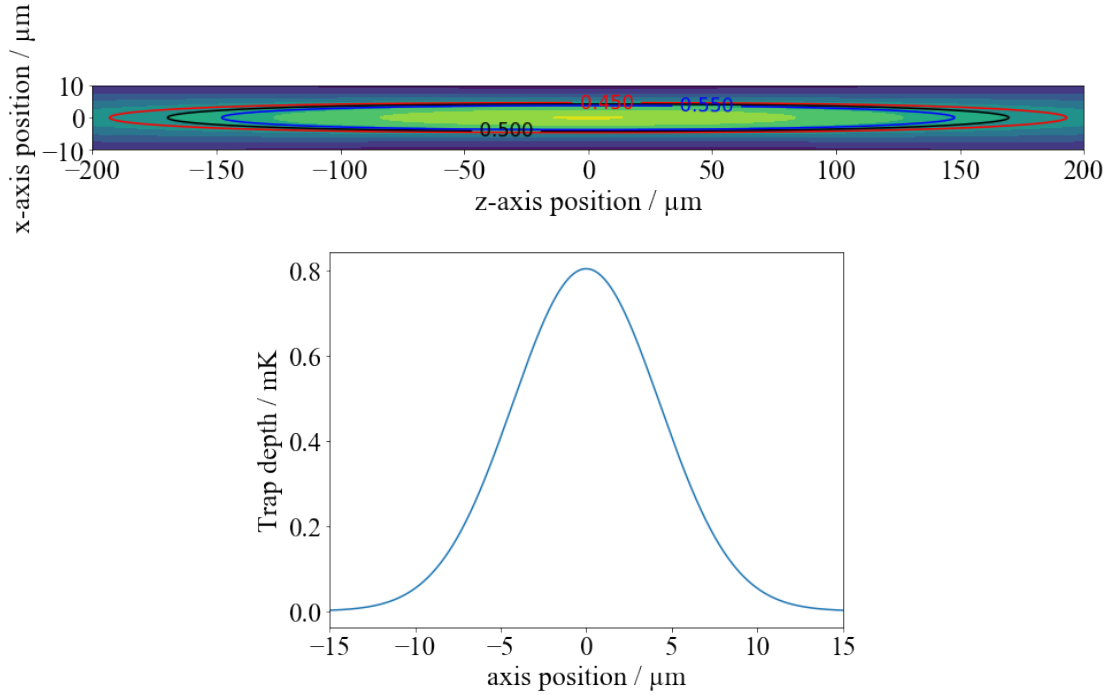 x-axis position / µm
10
0
−10
0.450
0.550
0.500
−200 −150 −100 −50 0 50 100 150 200
z-axis position / µm
Trap depth / mK
0.8
0.6
0.4
0.2
0.0
−15 −10 −5 0 5 10 15
axis position / µm